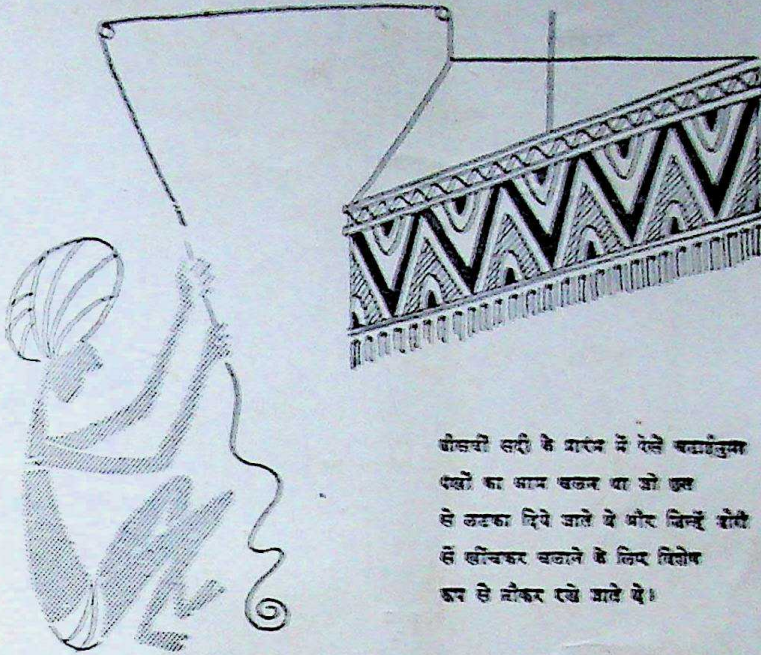 बीसवीं सदी के प्रारंभ में ऐसे चटाईनुमा
पंखों का आम चलन था जो छत
से लटका दिये जाते थे और जिन्हें डोरी
से खींचकर चलाने के लिए विशेष
रूप से नौकर रखे जाते थे।